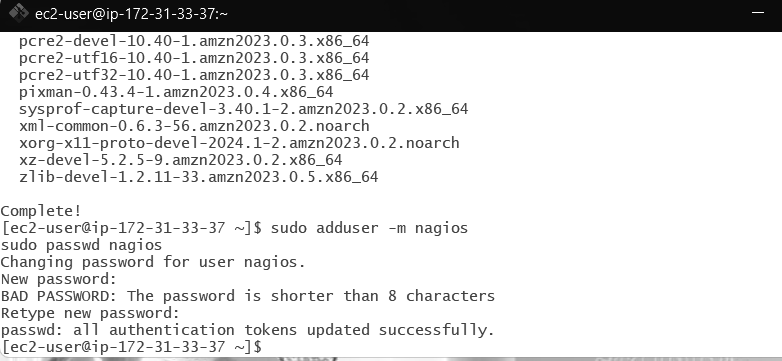 ec2-user@ip-172-31-33-37:~
pcre2-devel-10.40-1.amzn2023.0.3.x86_64
pcre2-utf16-10.40-1.amzn2023.0.3.x86_64
pcre2-utf32-10.40-1.amzn2023.0.3.x86_64
pixman-0.43.4-1.amzn2023.0.4.x86_64
sysprof-capture-devel-3.40.1-2.amzn2023.0.2.x86_64
xml-common-0.6.3-56.amzn2023.0.2.noarch
xorg-x11-proto-devel-2024.1-2.amzn2023.0.2.noarch
xz-devel-5.2.5-9.amzn2023.0.2.x86_64
zlib-devel-1.2.11-33.amzn2023.0.5.x86_64
Complete!
[ec2-user@ip-172-31-33-37 ~]$ sudo adduser -m nagios
sudo passwd nagios
Changing password for user nagios.
New password:
BAD PASSWORD: The password is shorter than 8 characters
Retype new password:
passwd: all authentication tokens updated successfully.
[ec2-user@ip-172-31-33-37 ~]$